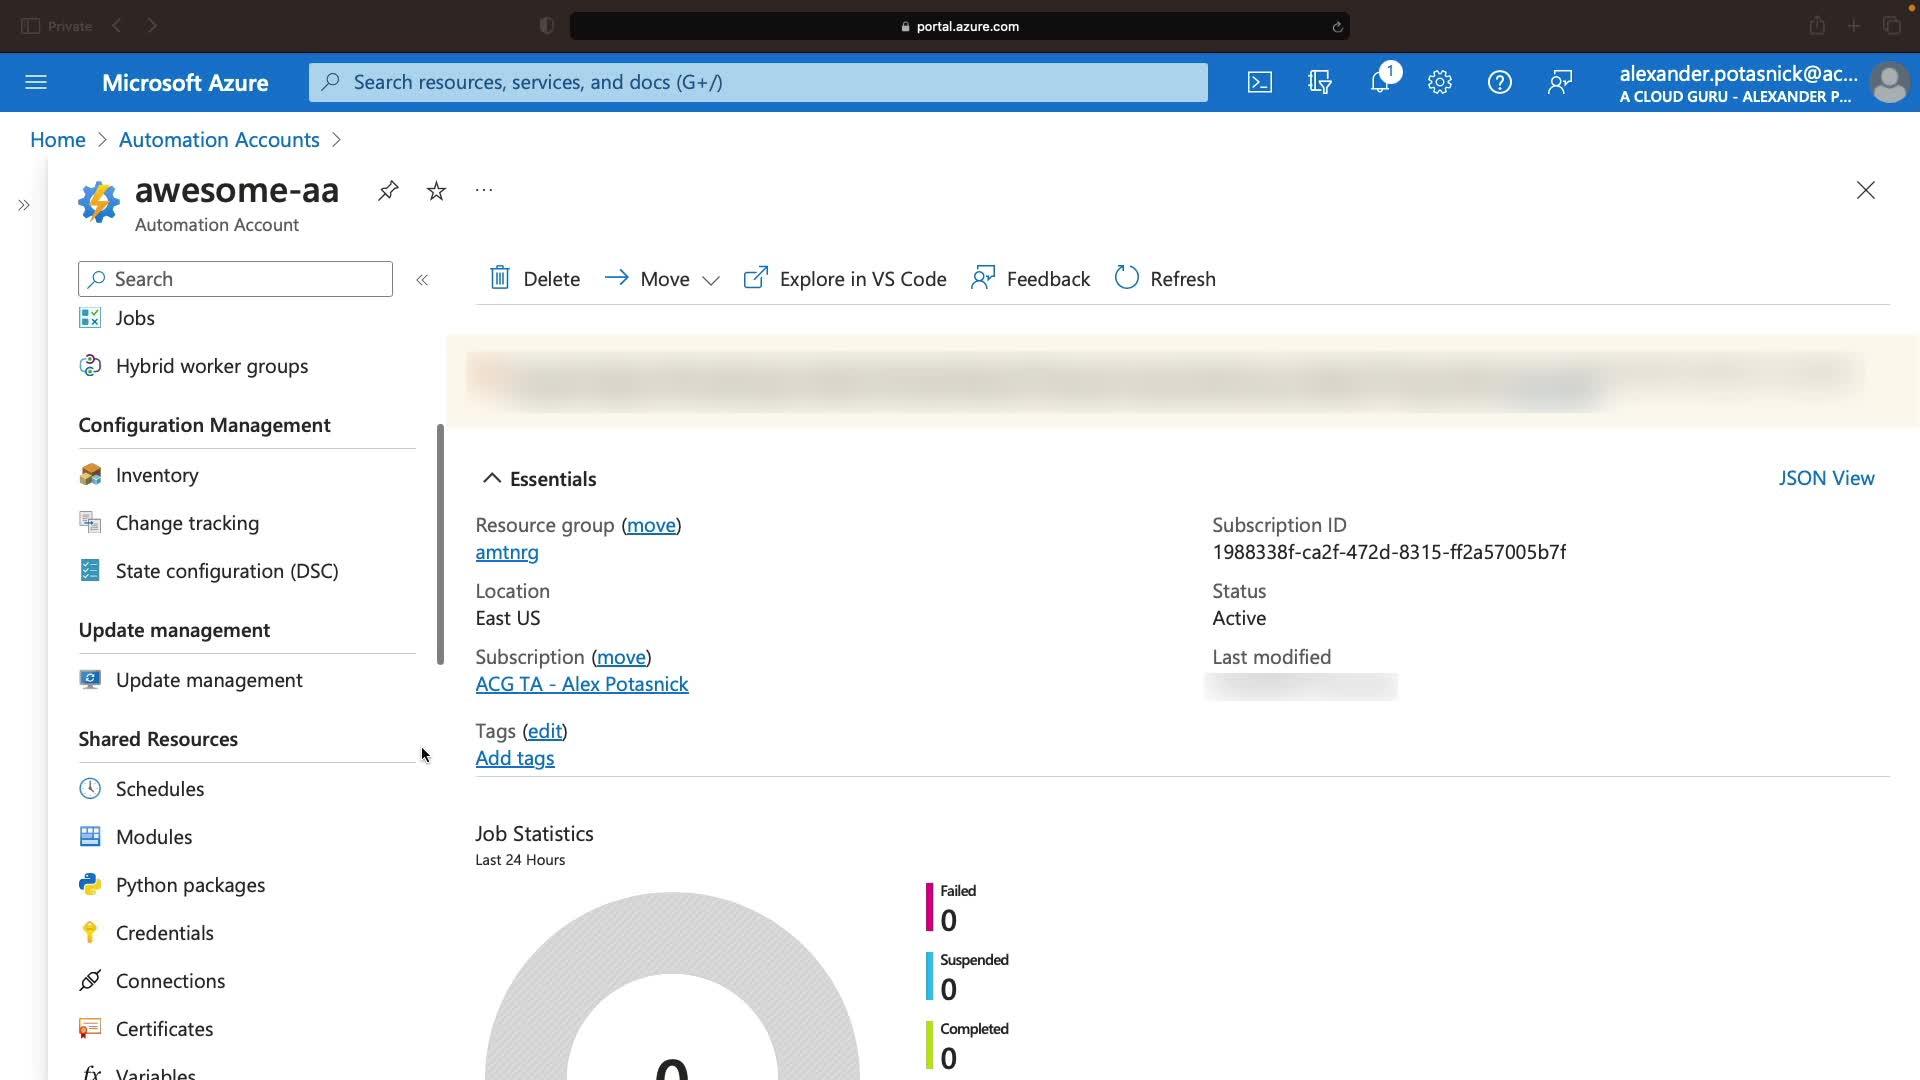 Private
portal.azure.com
Microsoft Azure
Search resources, services, and docs (G+/)
1
alexander.potasnick@ac...
A CLOUD GURU - ALEXANDER P...
Home
Automation Accounts
awesome-aa
Automation Account
Search
Delete
Move
Explore in VS Code
Feedback
Refresh
Jobs
Hybrid worker groups
Configuration Management
Inventory
Change tracking
State configuration (DSC)
Update management
Update management
Shared Resources
Schedules
Modules
Python packages
Credentials
Connections
Certificates
Variables
Essentials
JSON View
Resource group (move)
amtnrg
Location
East US
Subscription (move)
ACG TA - Alex Potasnick
Subscription ID
1988338f-ca2f-472d-8315-ff2a57005b7f
Status
Active
Last modified
Tags (edit)
Add tags
Job Statistics
Last 24 Hours
0
Failed
0
Suspended
0
Completed
0